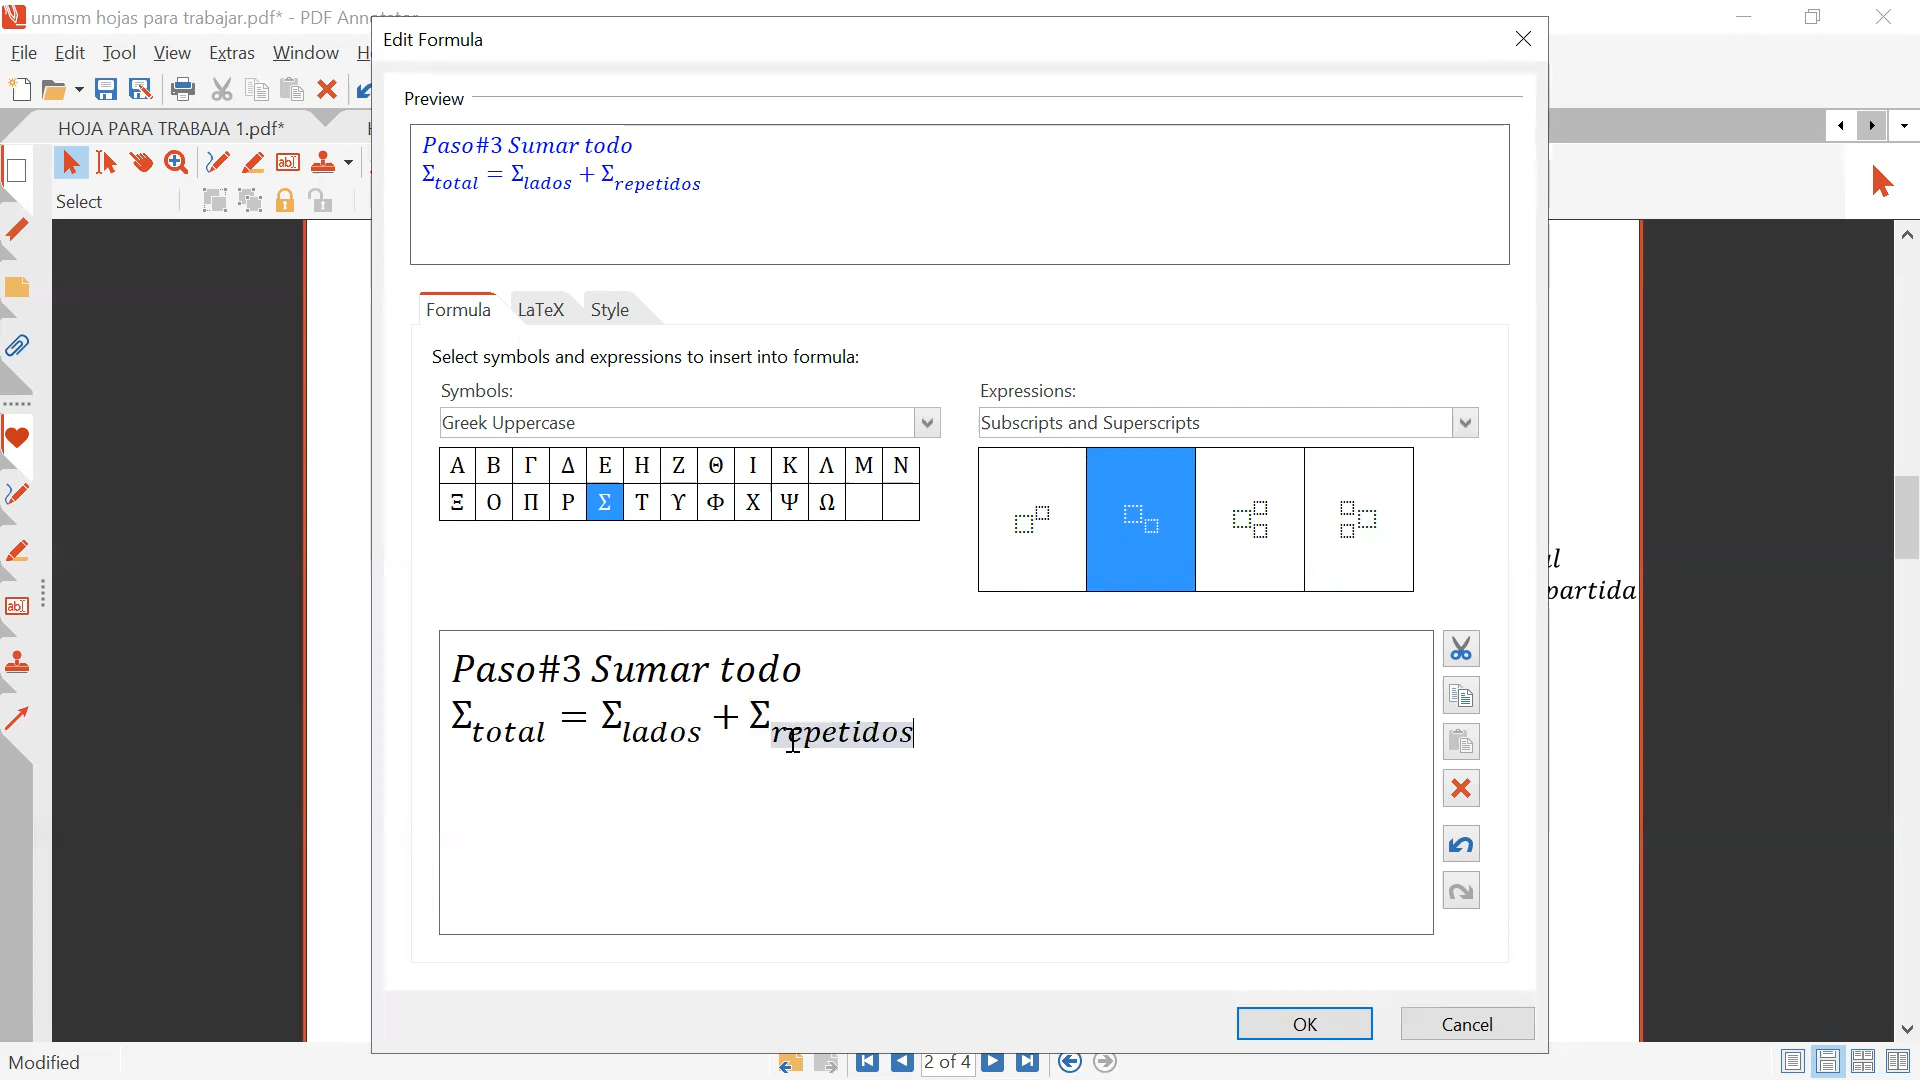 unmsm hojas para trabajar.pdf* - PDF Annotator
File Edit Tool View Extras Window
HOJA PARA TRABAJA 1.pdf*
Select
Edit Formula
Preview
Paso#3 Sumar todo
Σtotal = Σlados + Σrepetidos
Formula LaTeX Style
Select symbols and expressions to insert into formula:
Symbols: Expressions:
Greek Uppercase Subscripts and Superscripts
Α Β Γ Δ Ε Η Ζ Θ Ι Κ Λ Μ Ν
Ξ Ο Π Ρ Σ Τ ϒ Φ Χ Ψ Ω
partida
Paso#3 Sumar todo
Σtotal = Σlados + Σrepetidos
OK Cancel
Modified 2 of 4